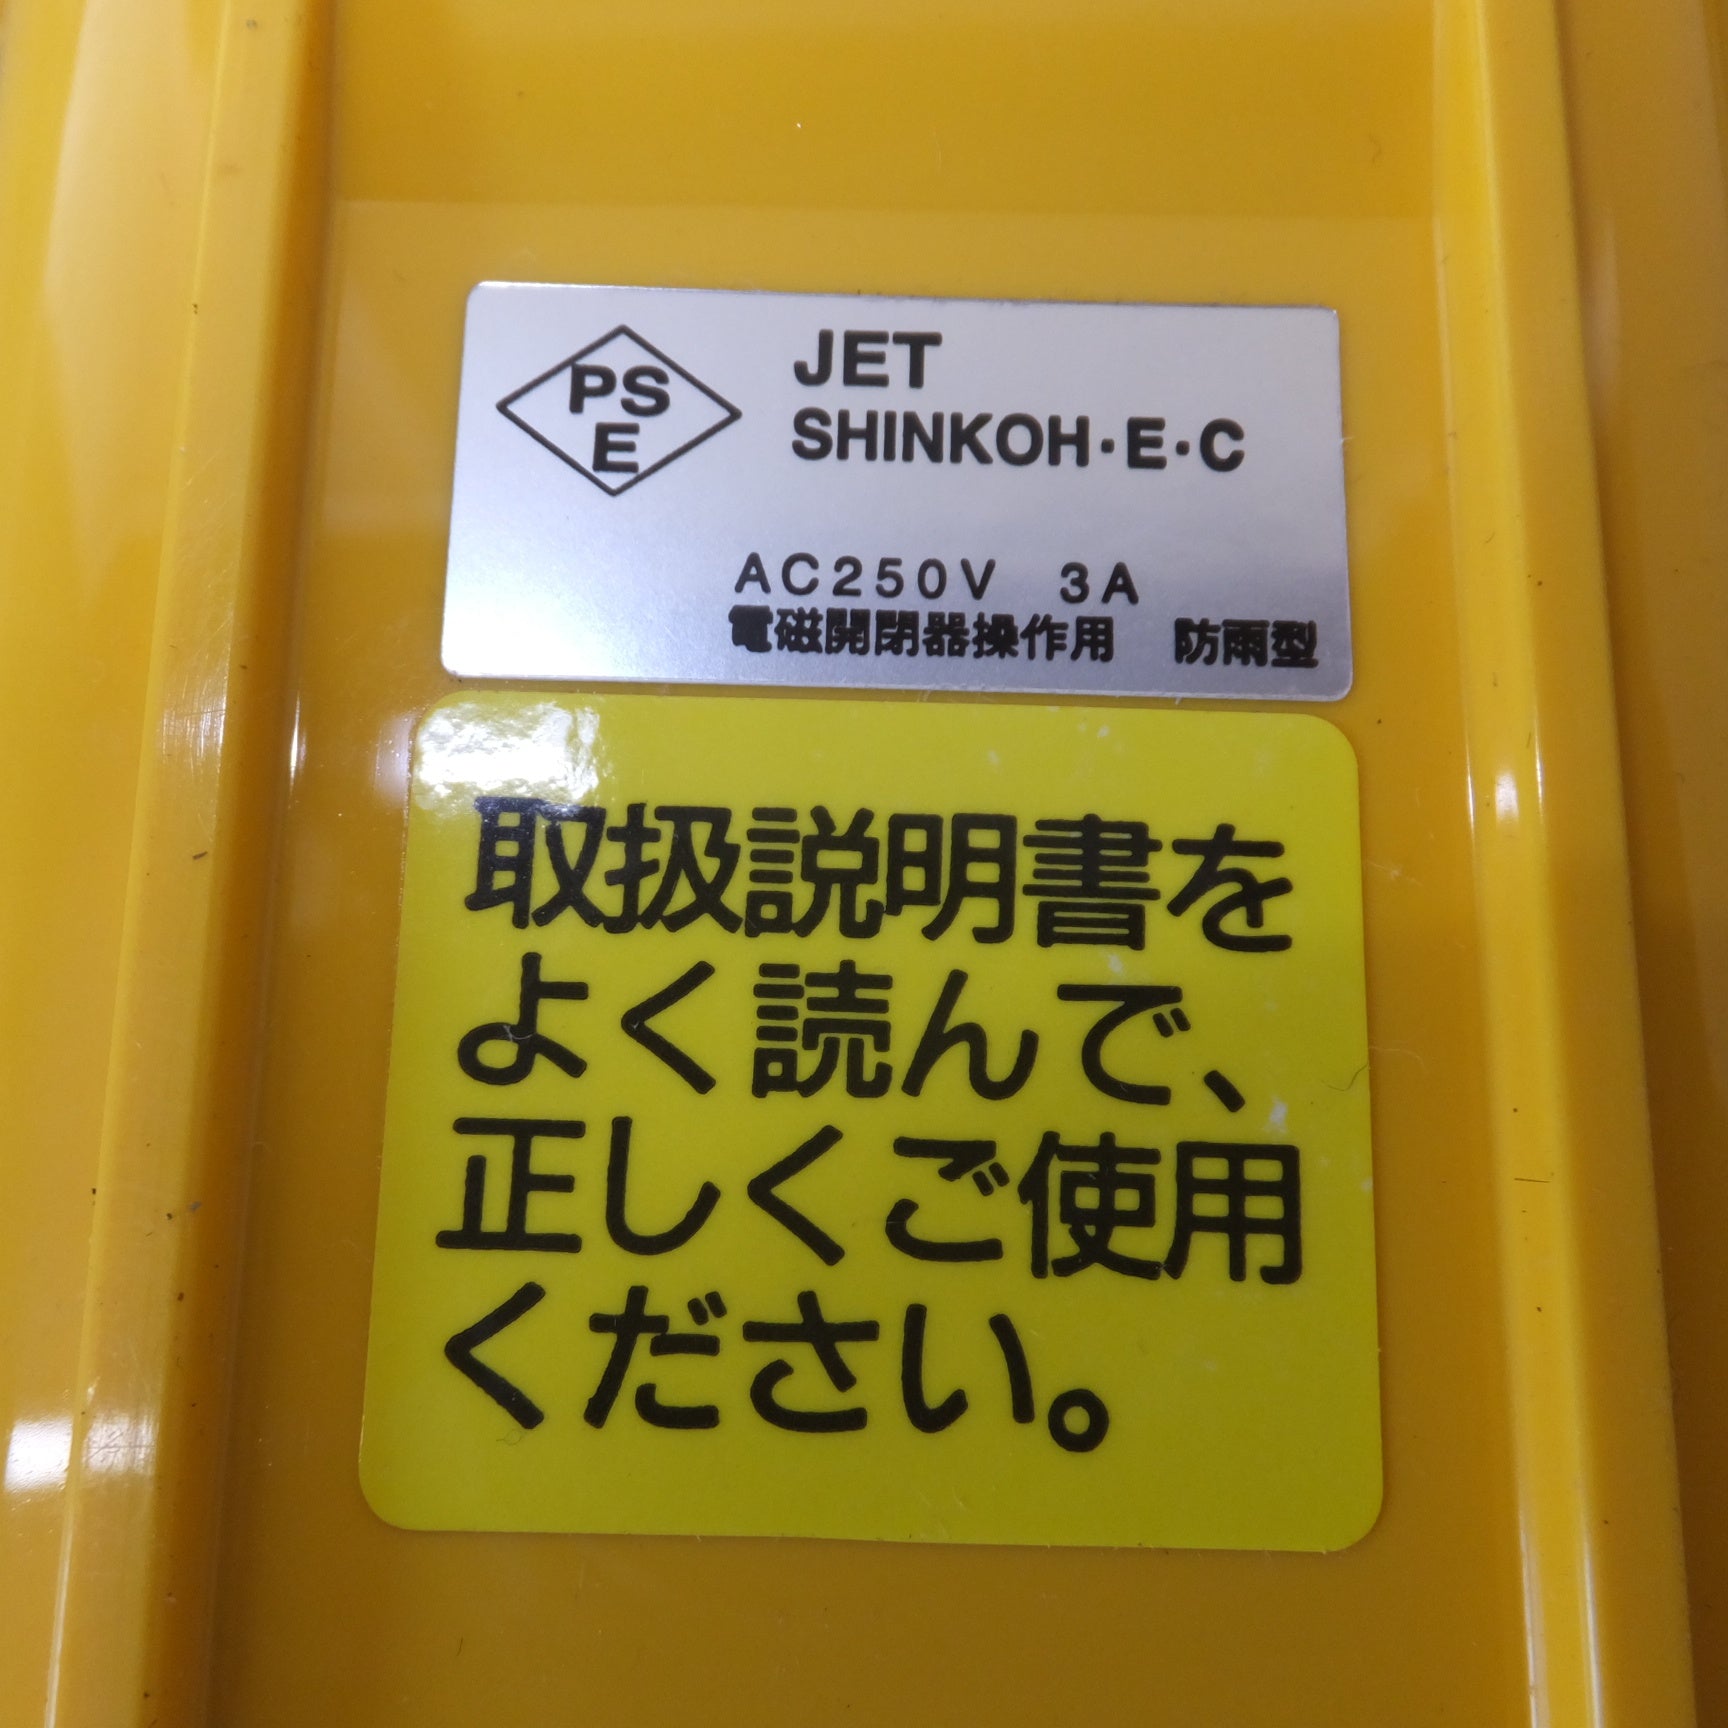 PS
E
JET
SHINKOH・E・C
AC250V 3A
電磁開閉器操作用 防雨型
取扱説明書を
よく読んで、
正しくご使用
ください。